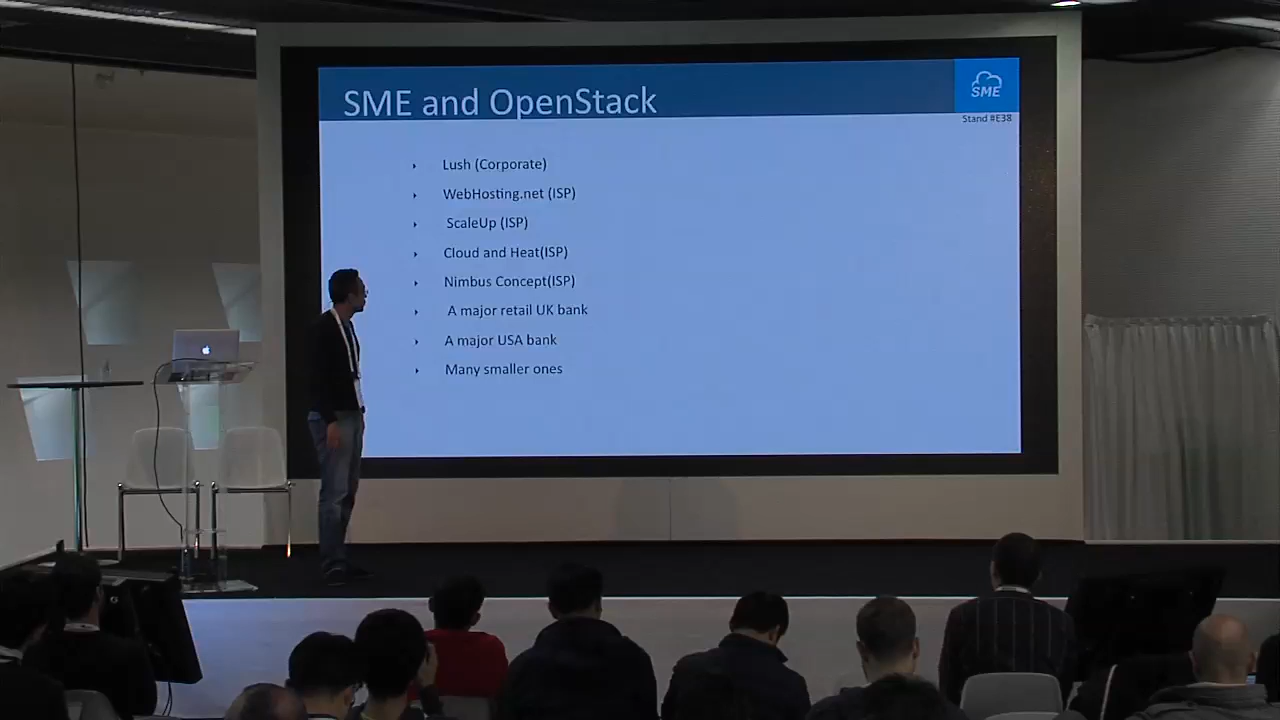 SME and OpenStack
SME
Stand #E38
Lush (Corporate)
WebHosting.net (ISP)
ScaleUp (ISP)
Cloud and Heat(ISP)
Nimbus Concept(ISP)
A major retail UK bank
A major USA bank
Many smaller ones